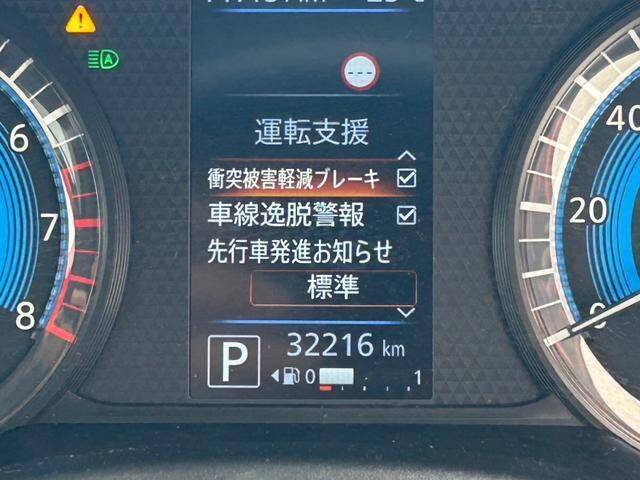 ---
運転支援
衝突被害軽減ブレーキ
車線逸脱警報
先行車発進お知らせ
標準
P
32216 km
0 1
6
7
8
A
40
20
0